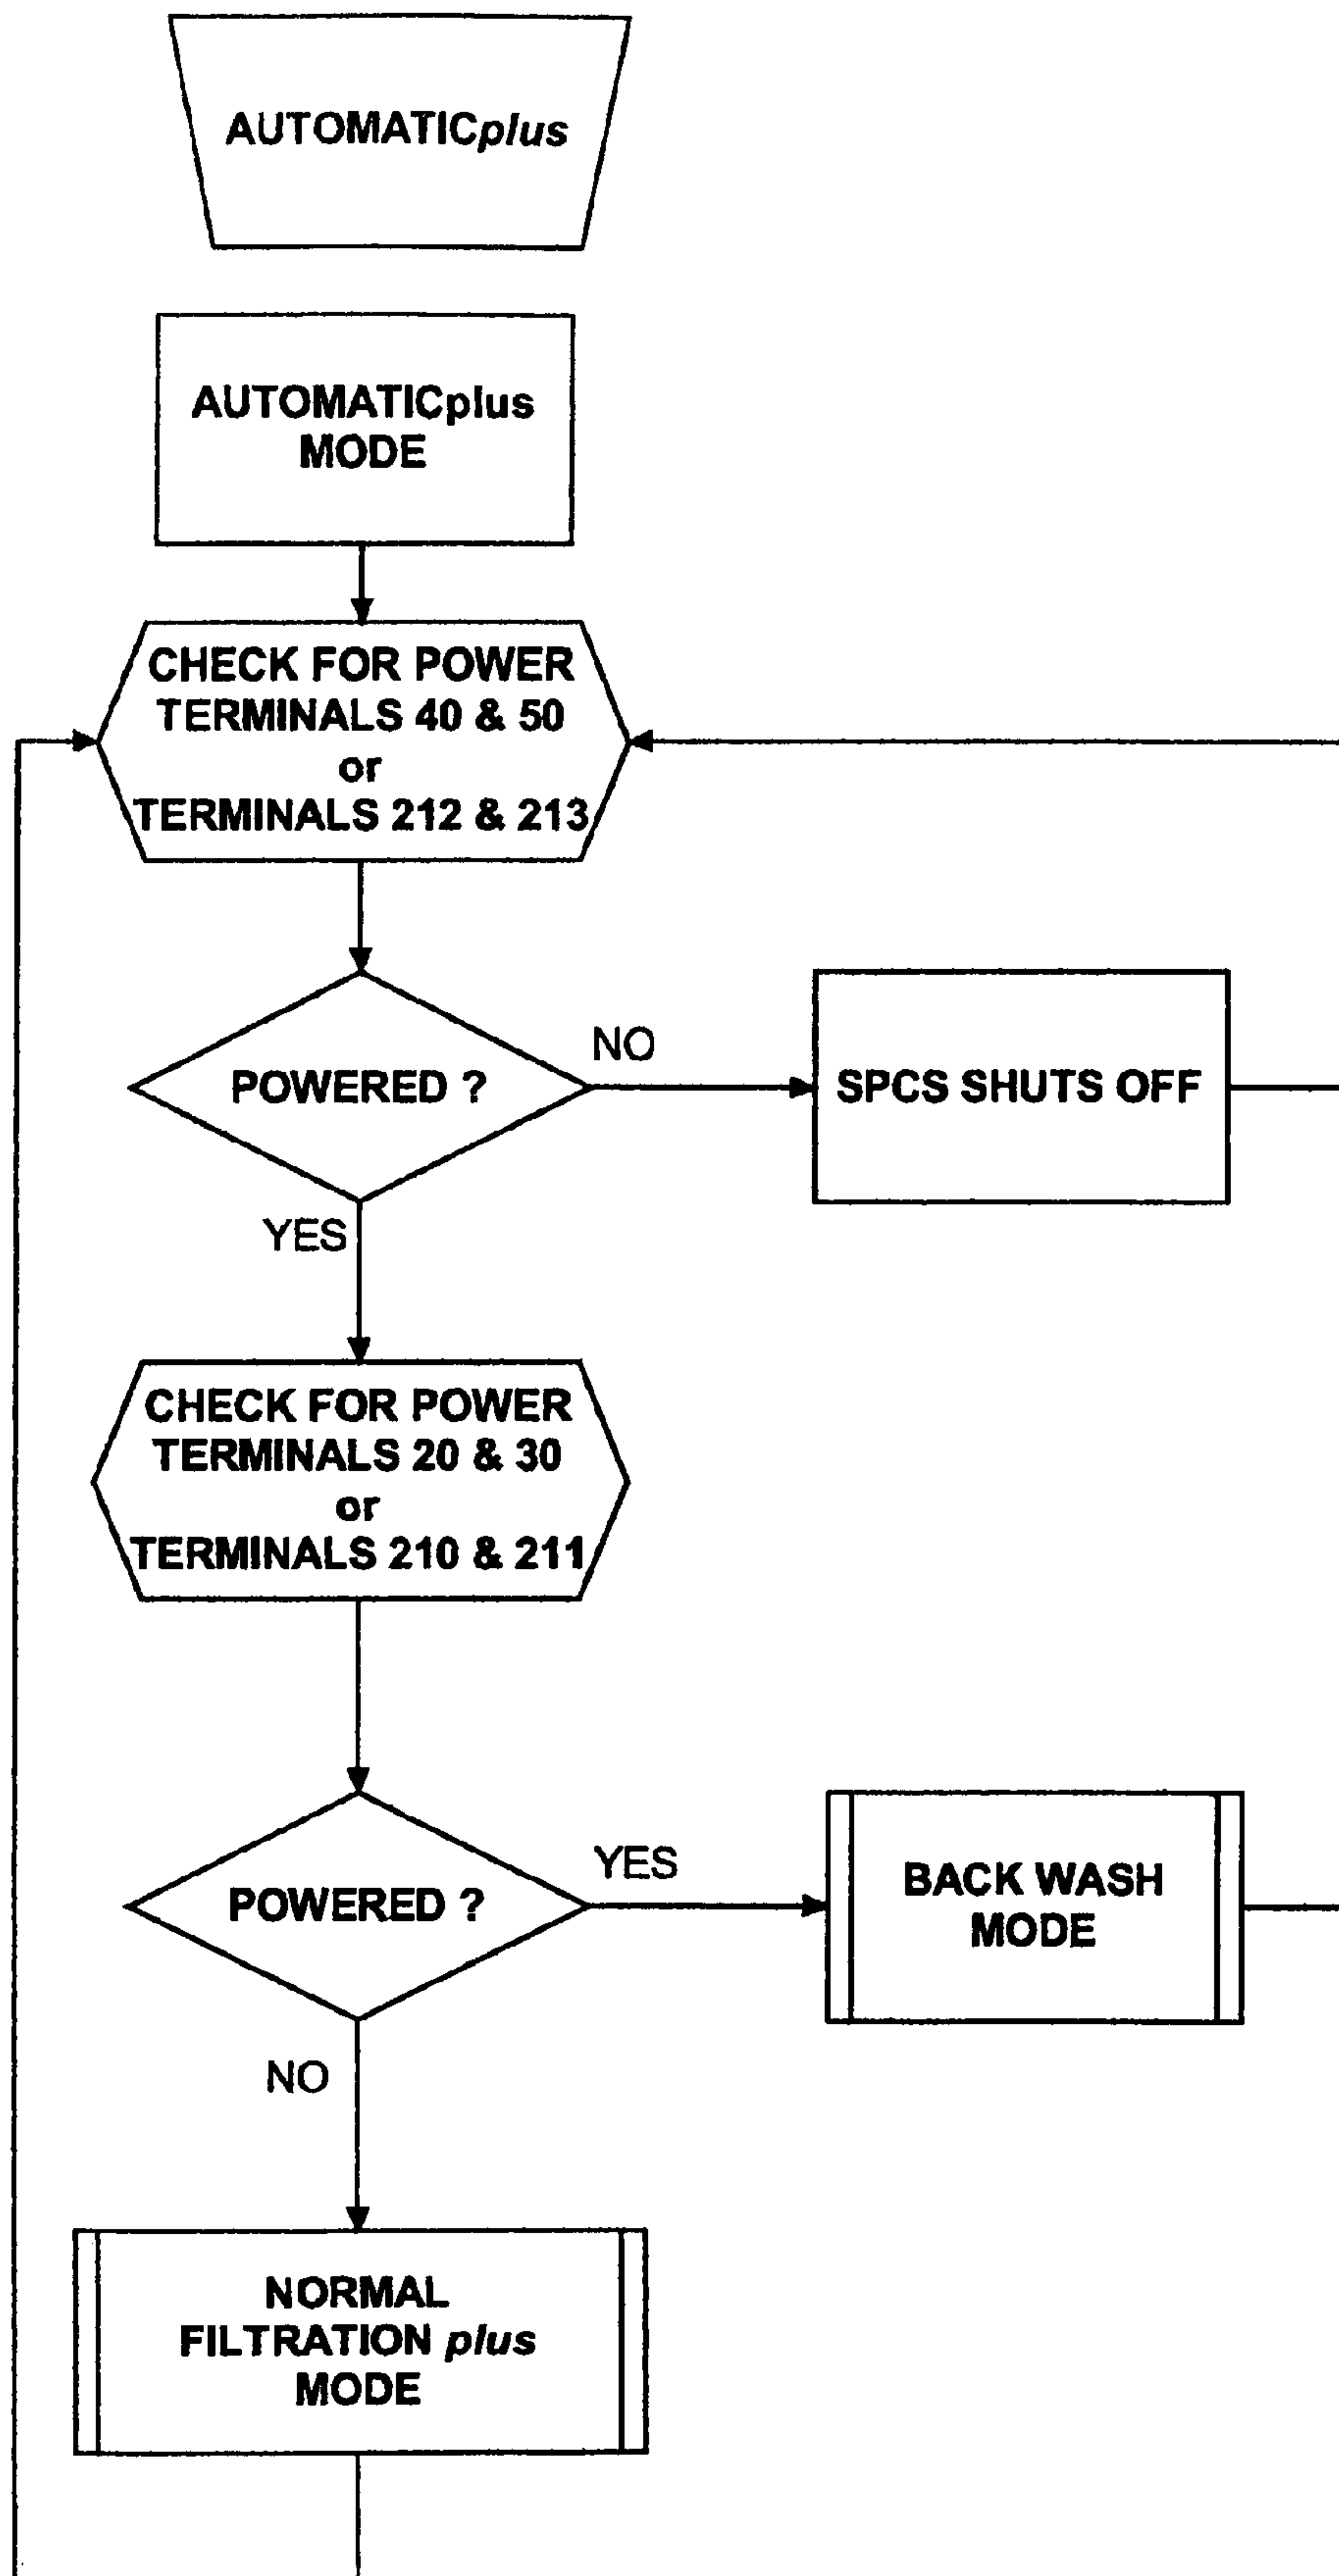 AUTOMATICplus
AUTOMATICplus
MODE
CHECK FOR POWER
TERMINALS 40 & 50
or
TERMINALS 212 & 213
POWERED ?
NO
SPCS SHUTS OFF
YES
CHECK FOR POWER
TERMINALS 20 & 30
or
TERMINALS 210 & 211
POWERED ?
YES
BACK WASH
MODE
NO
NORMAL
FILTRATION plus
MODE